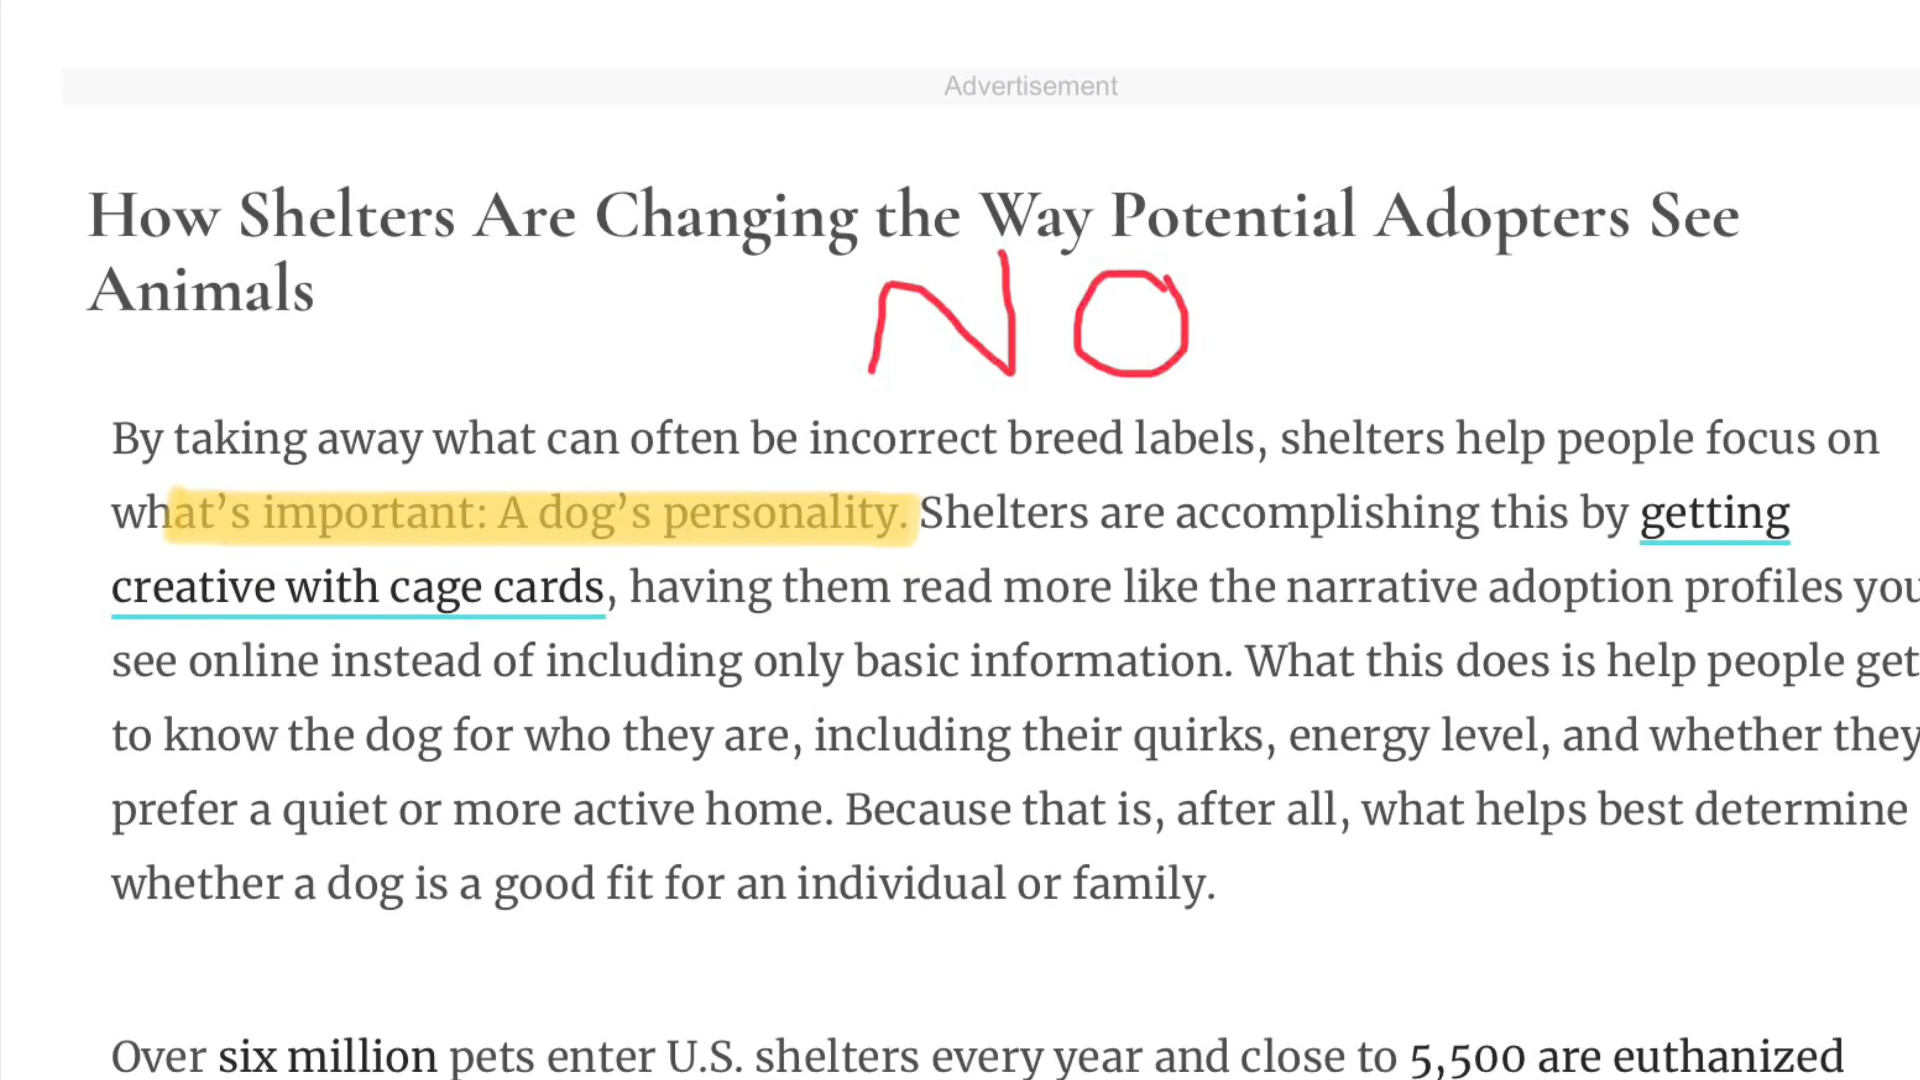 Advertisement
How Shelters Are Changing the Way Potential Adopters See
Animals
NO
By taking away what can often be incorrect breed labels, shelters help people focus on
what's important: A dog's personality. Shelters are accomplishing this by getting
creative with cage cards, having them read more like the narrative adoption profiles you
see online instead of including only basic information. What this does is help people get
to know the dog for who they are, including their quirks, energy level, and whether they
prefer a quiet or more active home. Because that is, after all, what helps best determine
whether a dog is a good fit for an individual or family.
Over six million pets enter U.S. shelters every year and close to 5,500 are euthanized